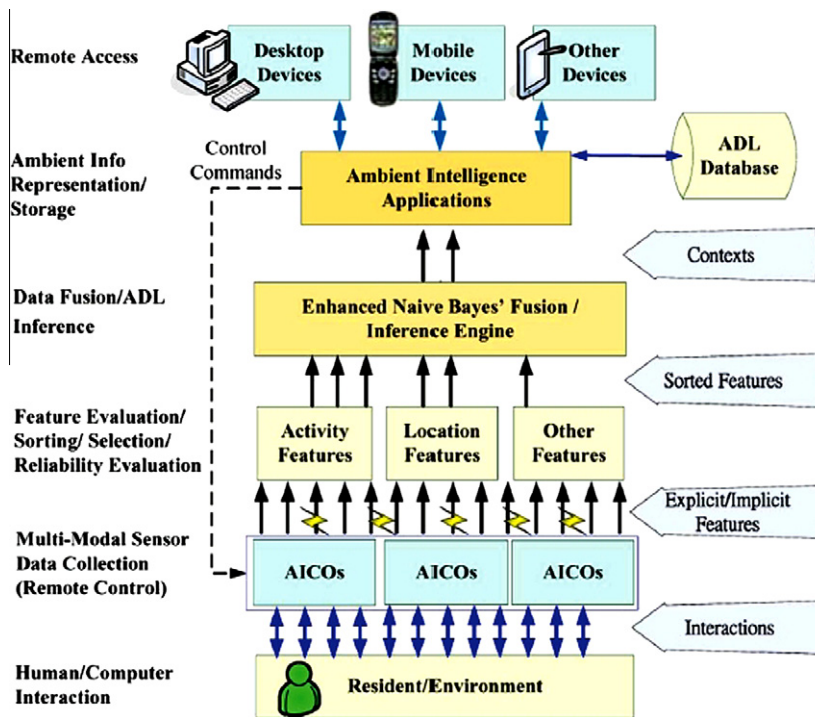 Remote Access
Desktop
Devices
Mobile
Devices
Other
Devices
Ambient Info
Representation/
Storage
Control
Commands
Ambient Intelligence
Applications
ADL
Database
Contexts
Data Fusion/ADL
Inference
Enhanced Naive Bayes' Fusion /
Inference Engine
Sorted Features
Feature Evaluation/
Sorting/ Selection/
Reliability Evaluation
Activity
Features
Location
Features
Other
Features
Explicit/Implicit
Features
Multi-Modal Sensor
Data Collection
(Remote Control)
AICOs
AICOs
AICOs
Interactions
Human/Computer
Interaction
Resident/Environment